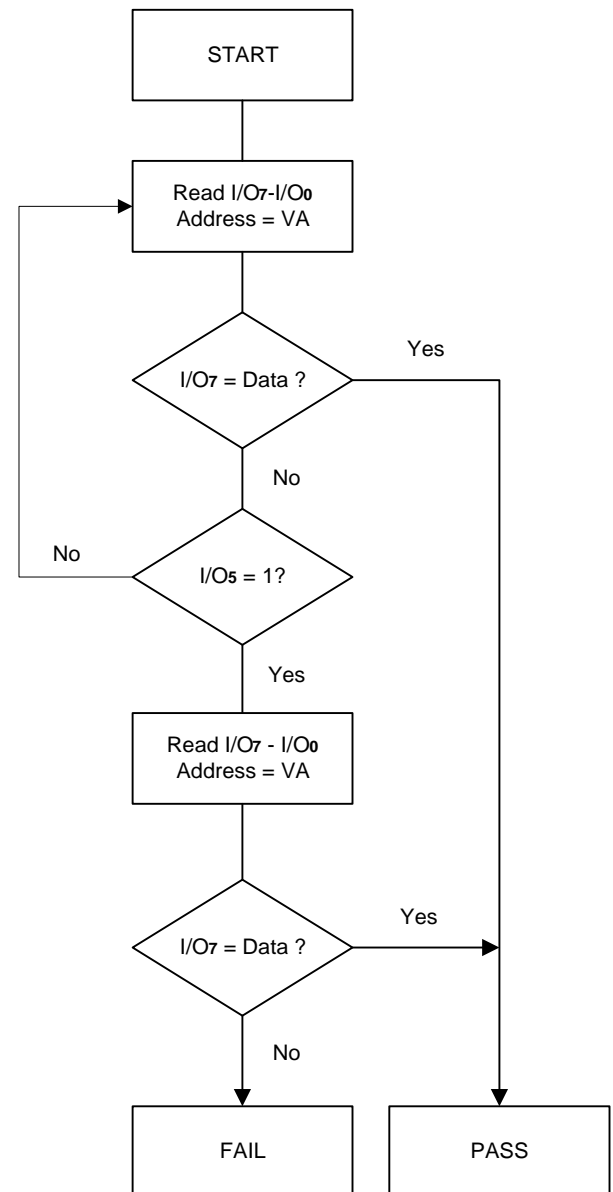 START
Read I/O7-I/O0
Address = VA
I/O7 = Data ?
Yes
No
I/O5 = 1?
No
Yes
Read I/O7 - I/O0
Address = VA
I/O7 = Data ?
Yes
No
FAIL
PASS